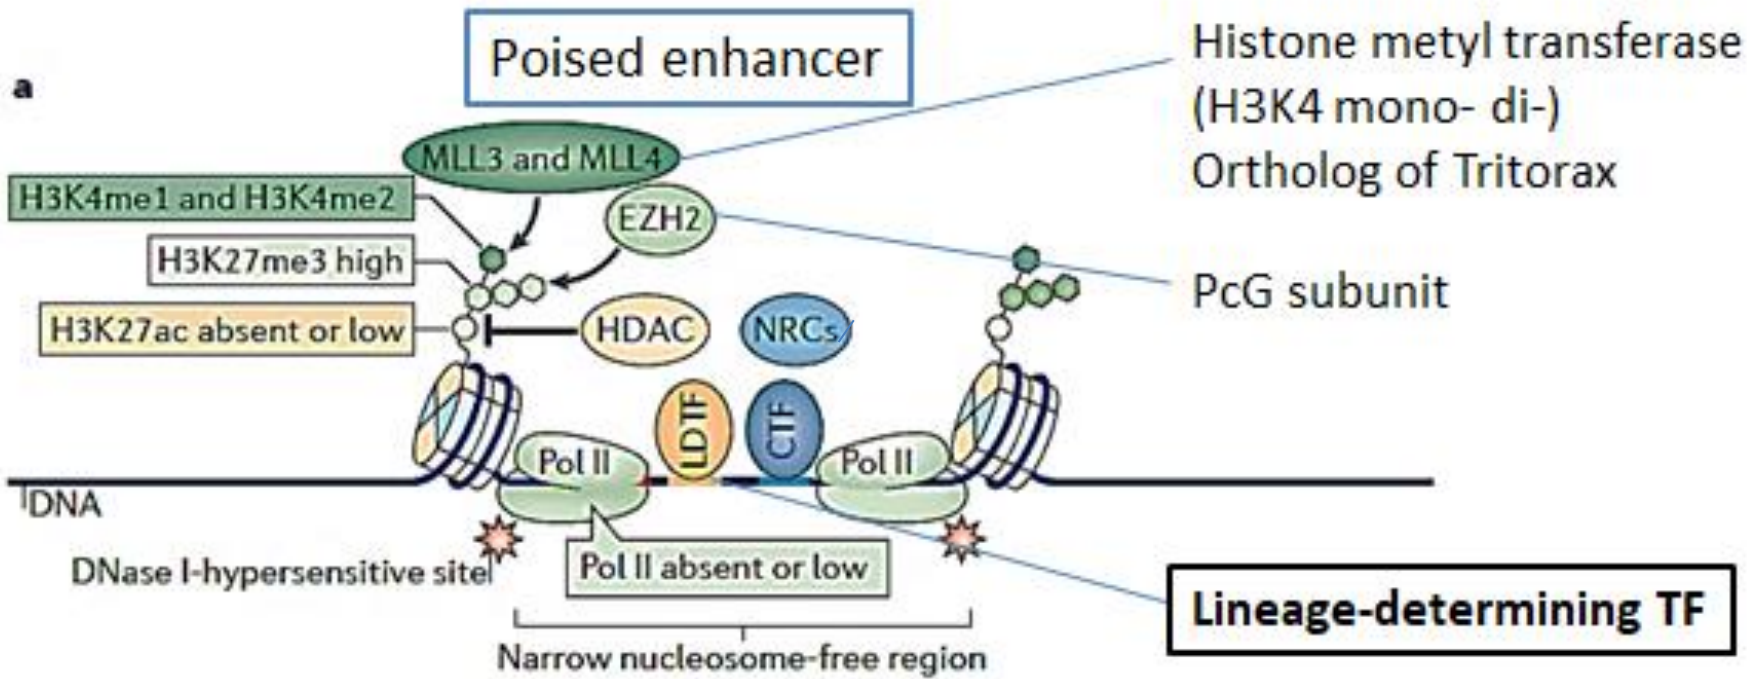 Poised enhancer
Histone metyl transferase
(H3K4 mono- di-)
Ortholog of Tritorax
a
MLL3 and MLL4
H3K4me1 and H3K4me2
EZH2
H3K27me3 high
PcG subunit
H3K27ac absent or low
HDAC
NRCs
LDTF
CTF
Pol II
Pol II
DNA
DNase I-hypersensitive site
Pol II absent or low
Lineage-determining TF
Narrow nucleosome-free region